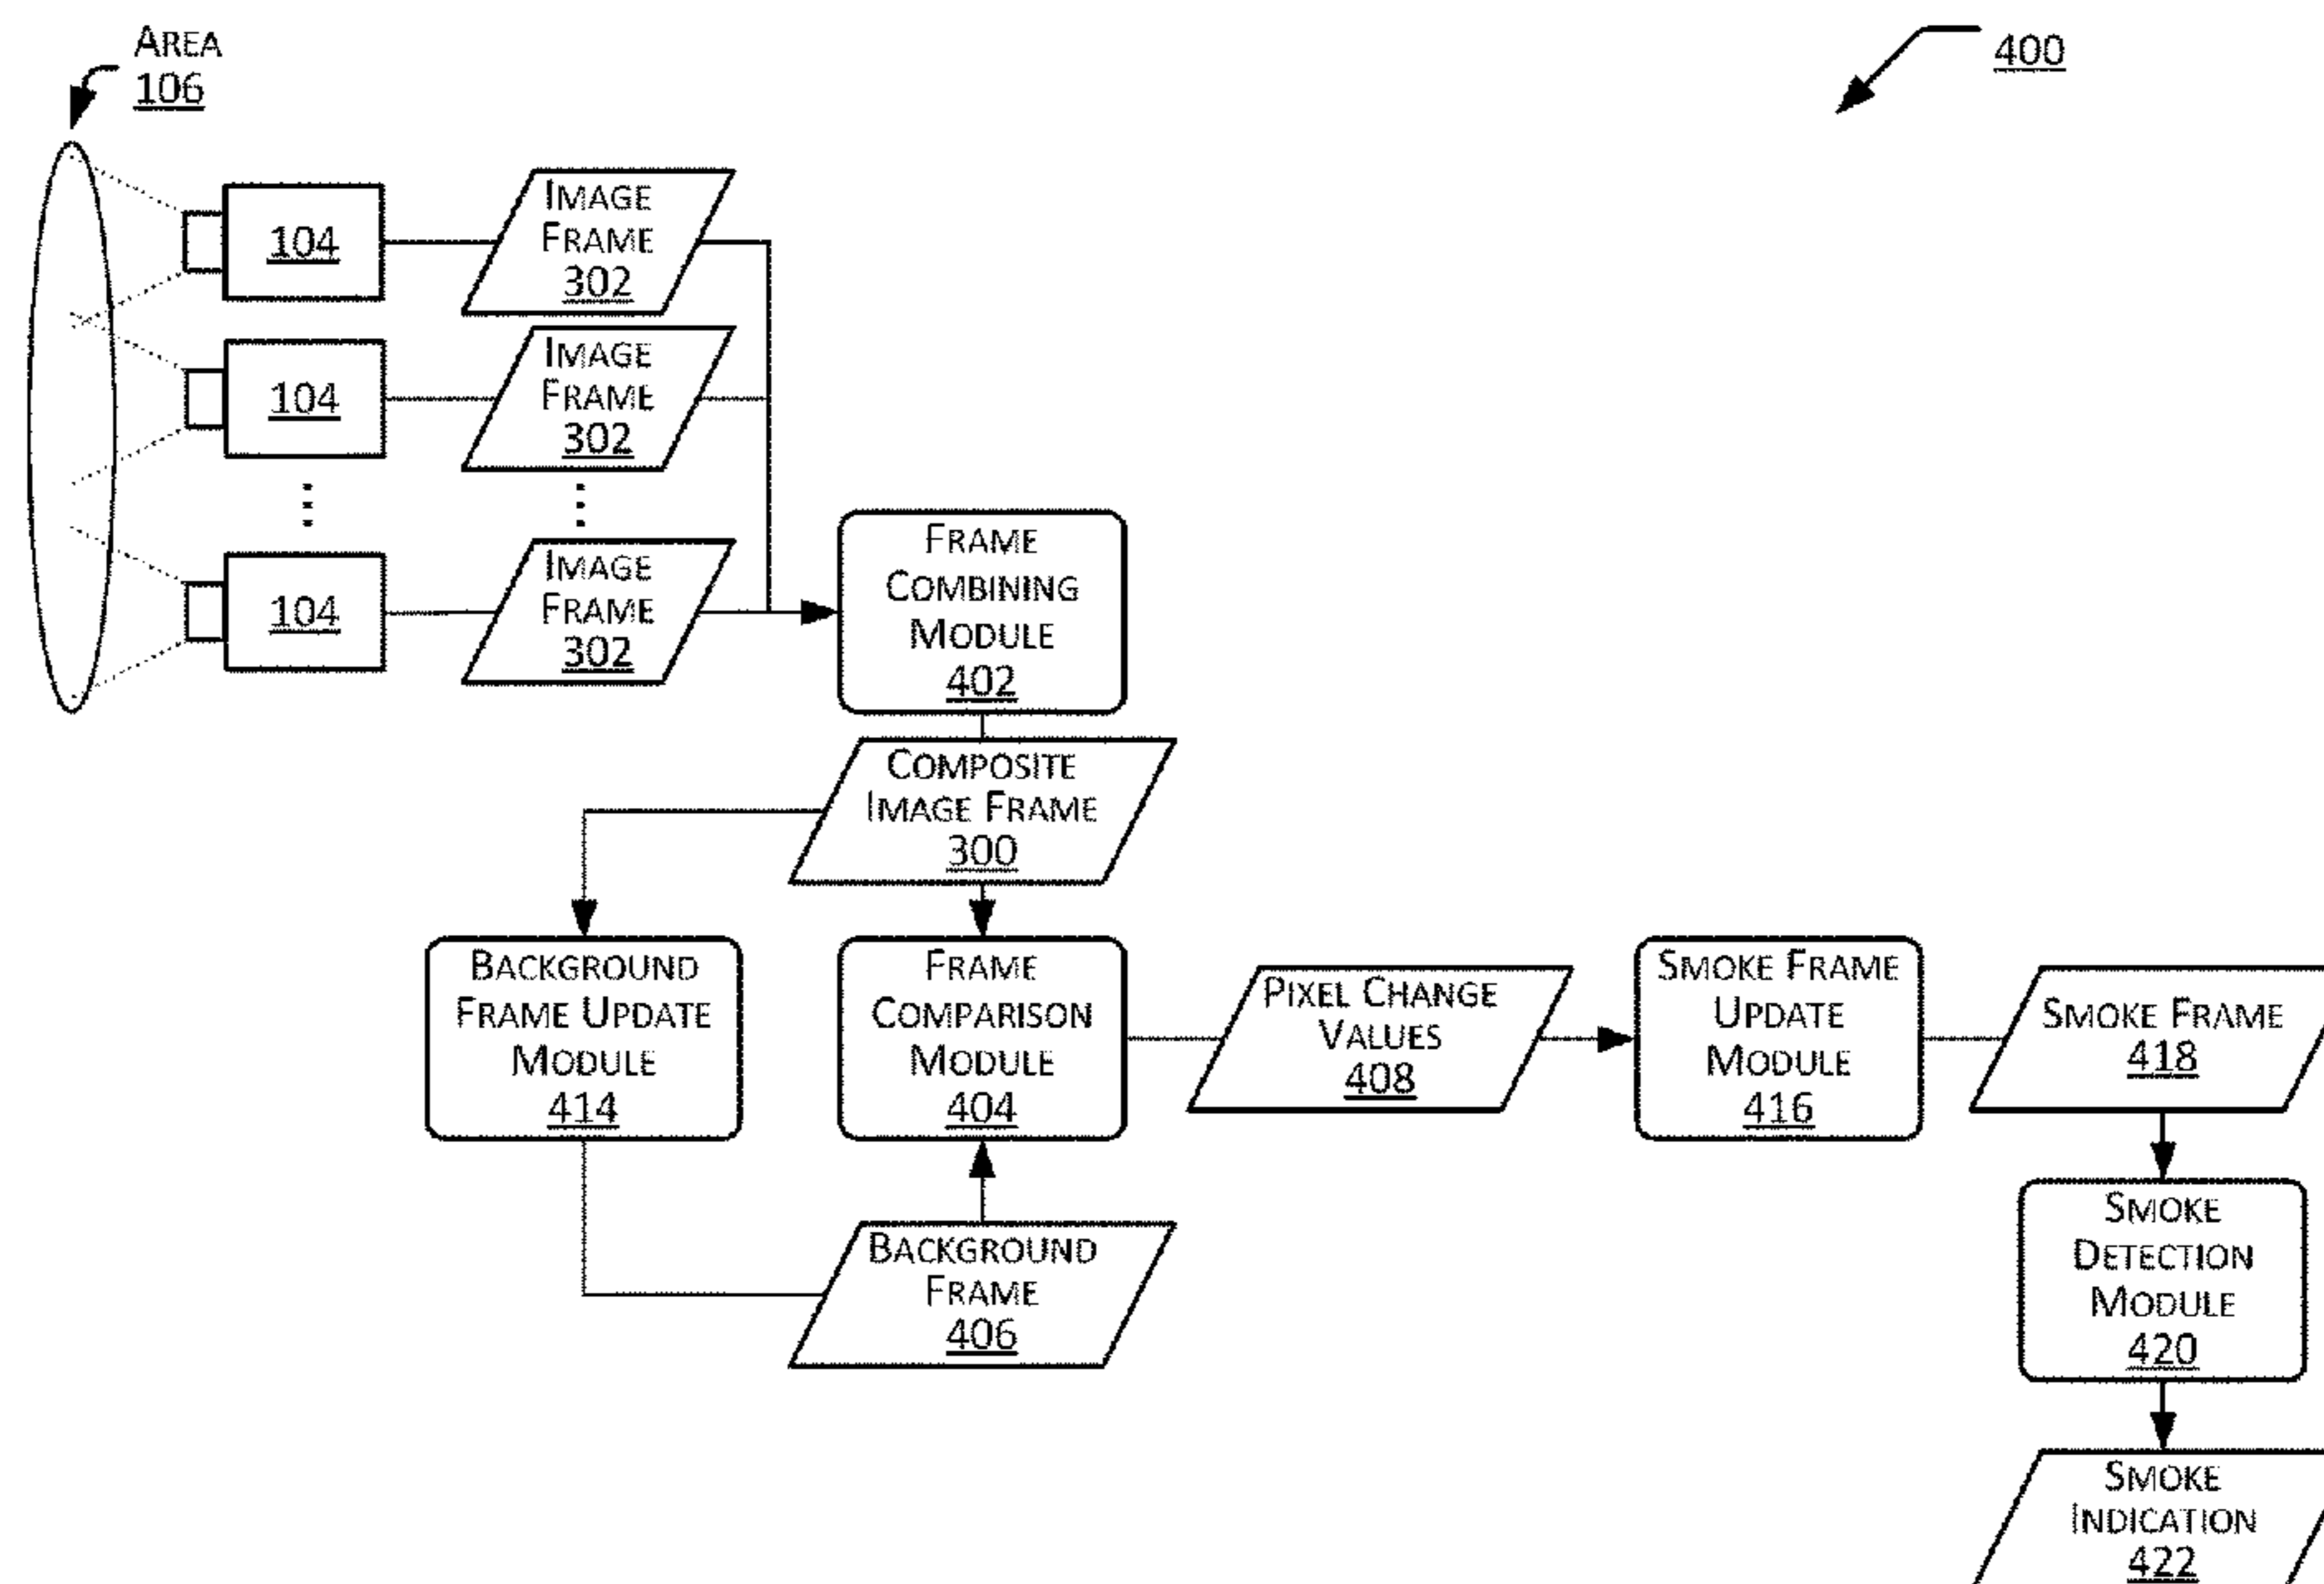 AREA
106
400
104
IMAGE
FRAME
302
104
IMAGE
FRAME
302
104
IMAGE
FRAME
302
FRAME
COMBINING
MODULE
402
COMPOSITE
IMAGE FRAME
300
BACKGROUND
FRAME UPDATE
MODULE
414
FRAME
COMPARISON
MODULE
404
PIXEL CHANGE
VALUES
408
SMOKE FRAME
UPDATE
MODULE
416
SMOKE FRAME
418
BACKGROUND
FRAME
406
SMOKE
DETECTION
MODULE
420
SMOKE
INDICATION
422